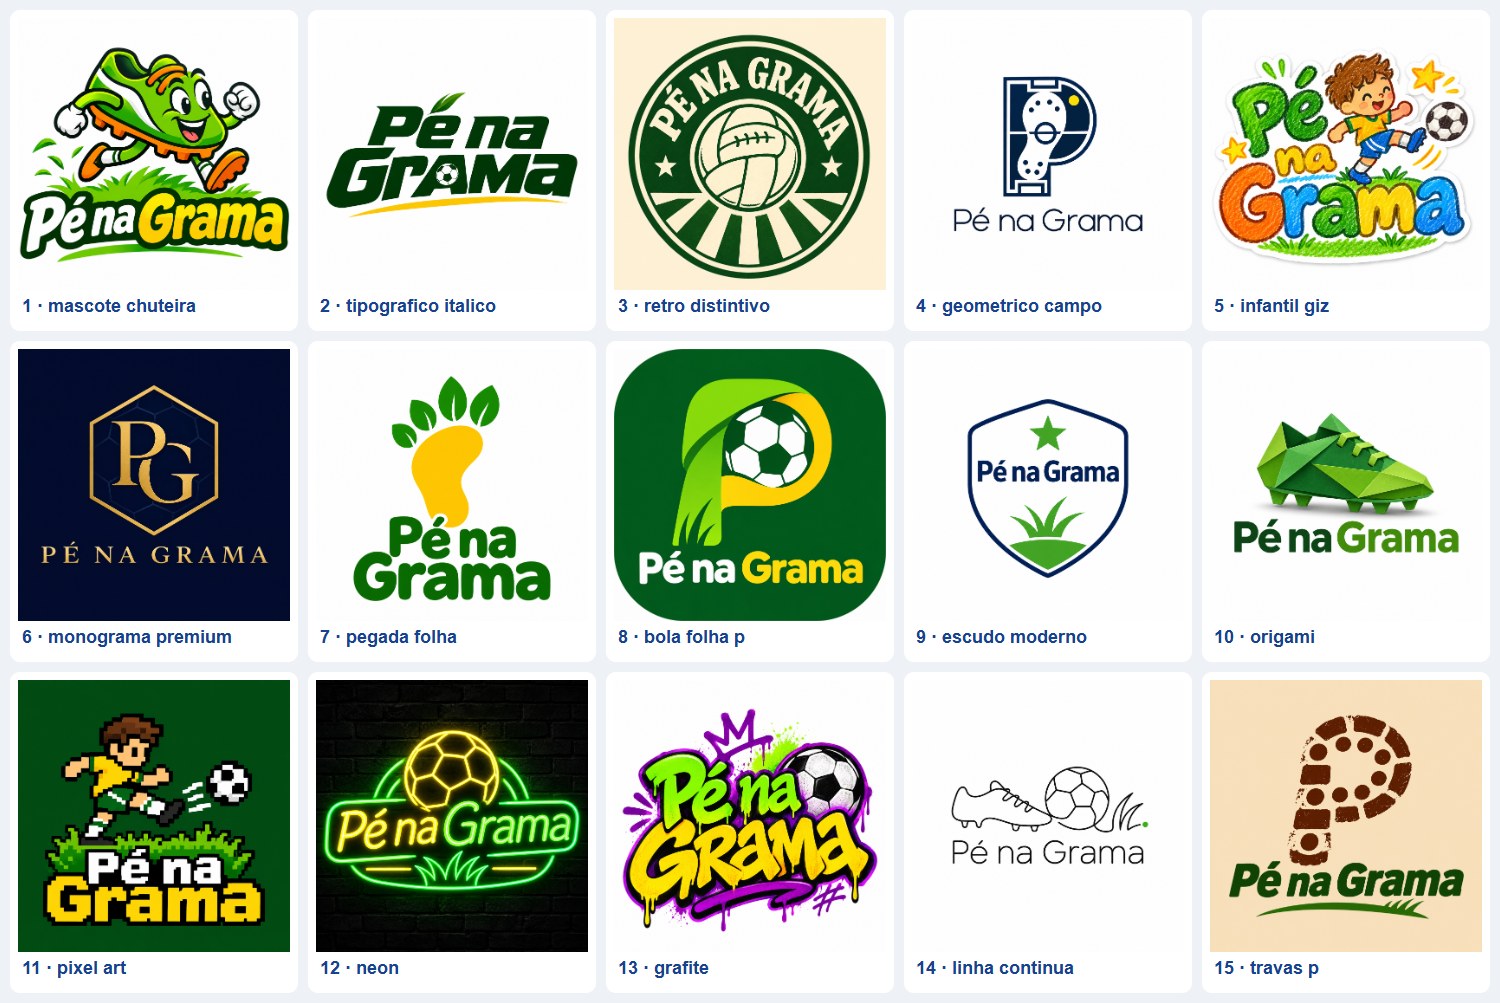 Pé na Grama
1 · mascote chuteira
Pé na
GrAMa
2 · tipografico italico
PÉ NA GRAMA
3 · retro distintivo
Pé na Grama
4 · geometrico campo
Pé
na
Grama
5 · infantil giz
PG
PÉ NA GRAMA
6 · monograma premium
Pé na
Grama
7 · pegada folha
P
Pé na Grama
8 · bola folha p
Pé na Grama
9 · escudo moderno
Pé na Grama
10 · origami
Pé na
Grama
11 · pixel art
Pé na Grama
12 · neon
Pé na
GRAMA
#
13 · grafite
Pé na Grama
14 · linha continua
P
Pé na Grama
15 · travas p